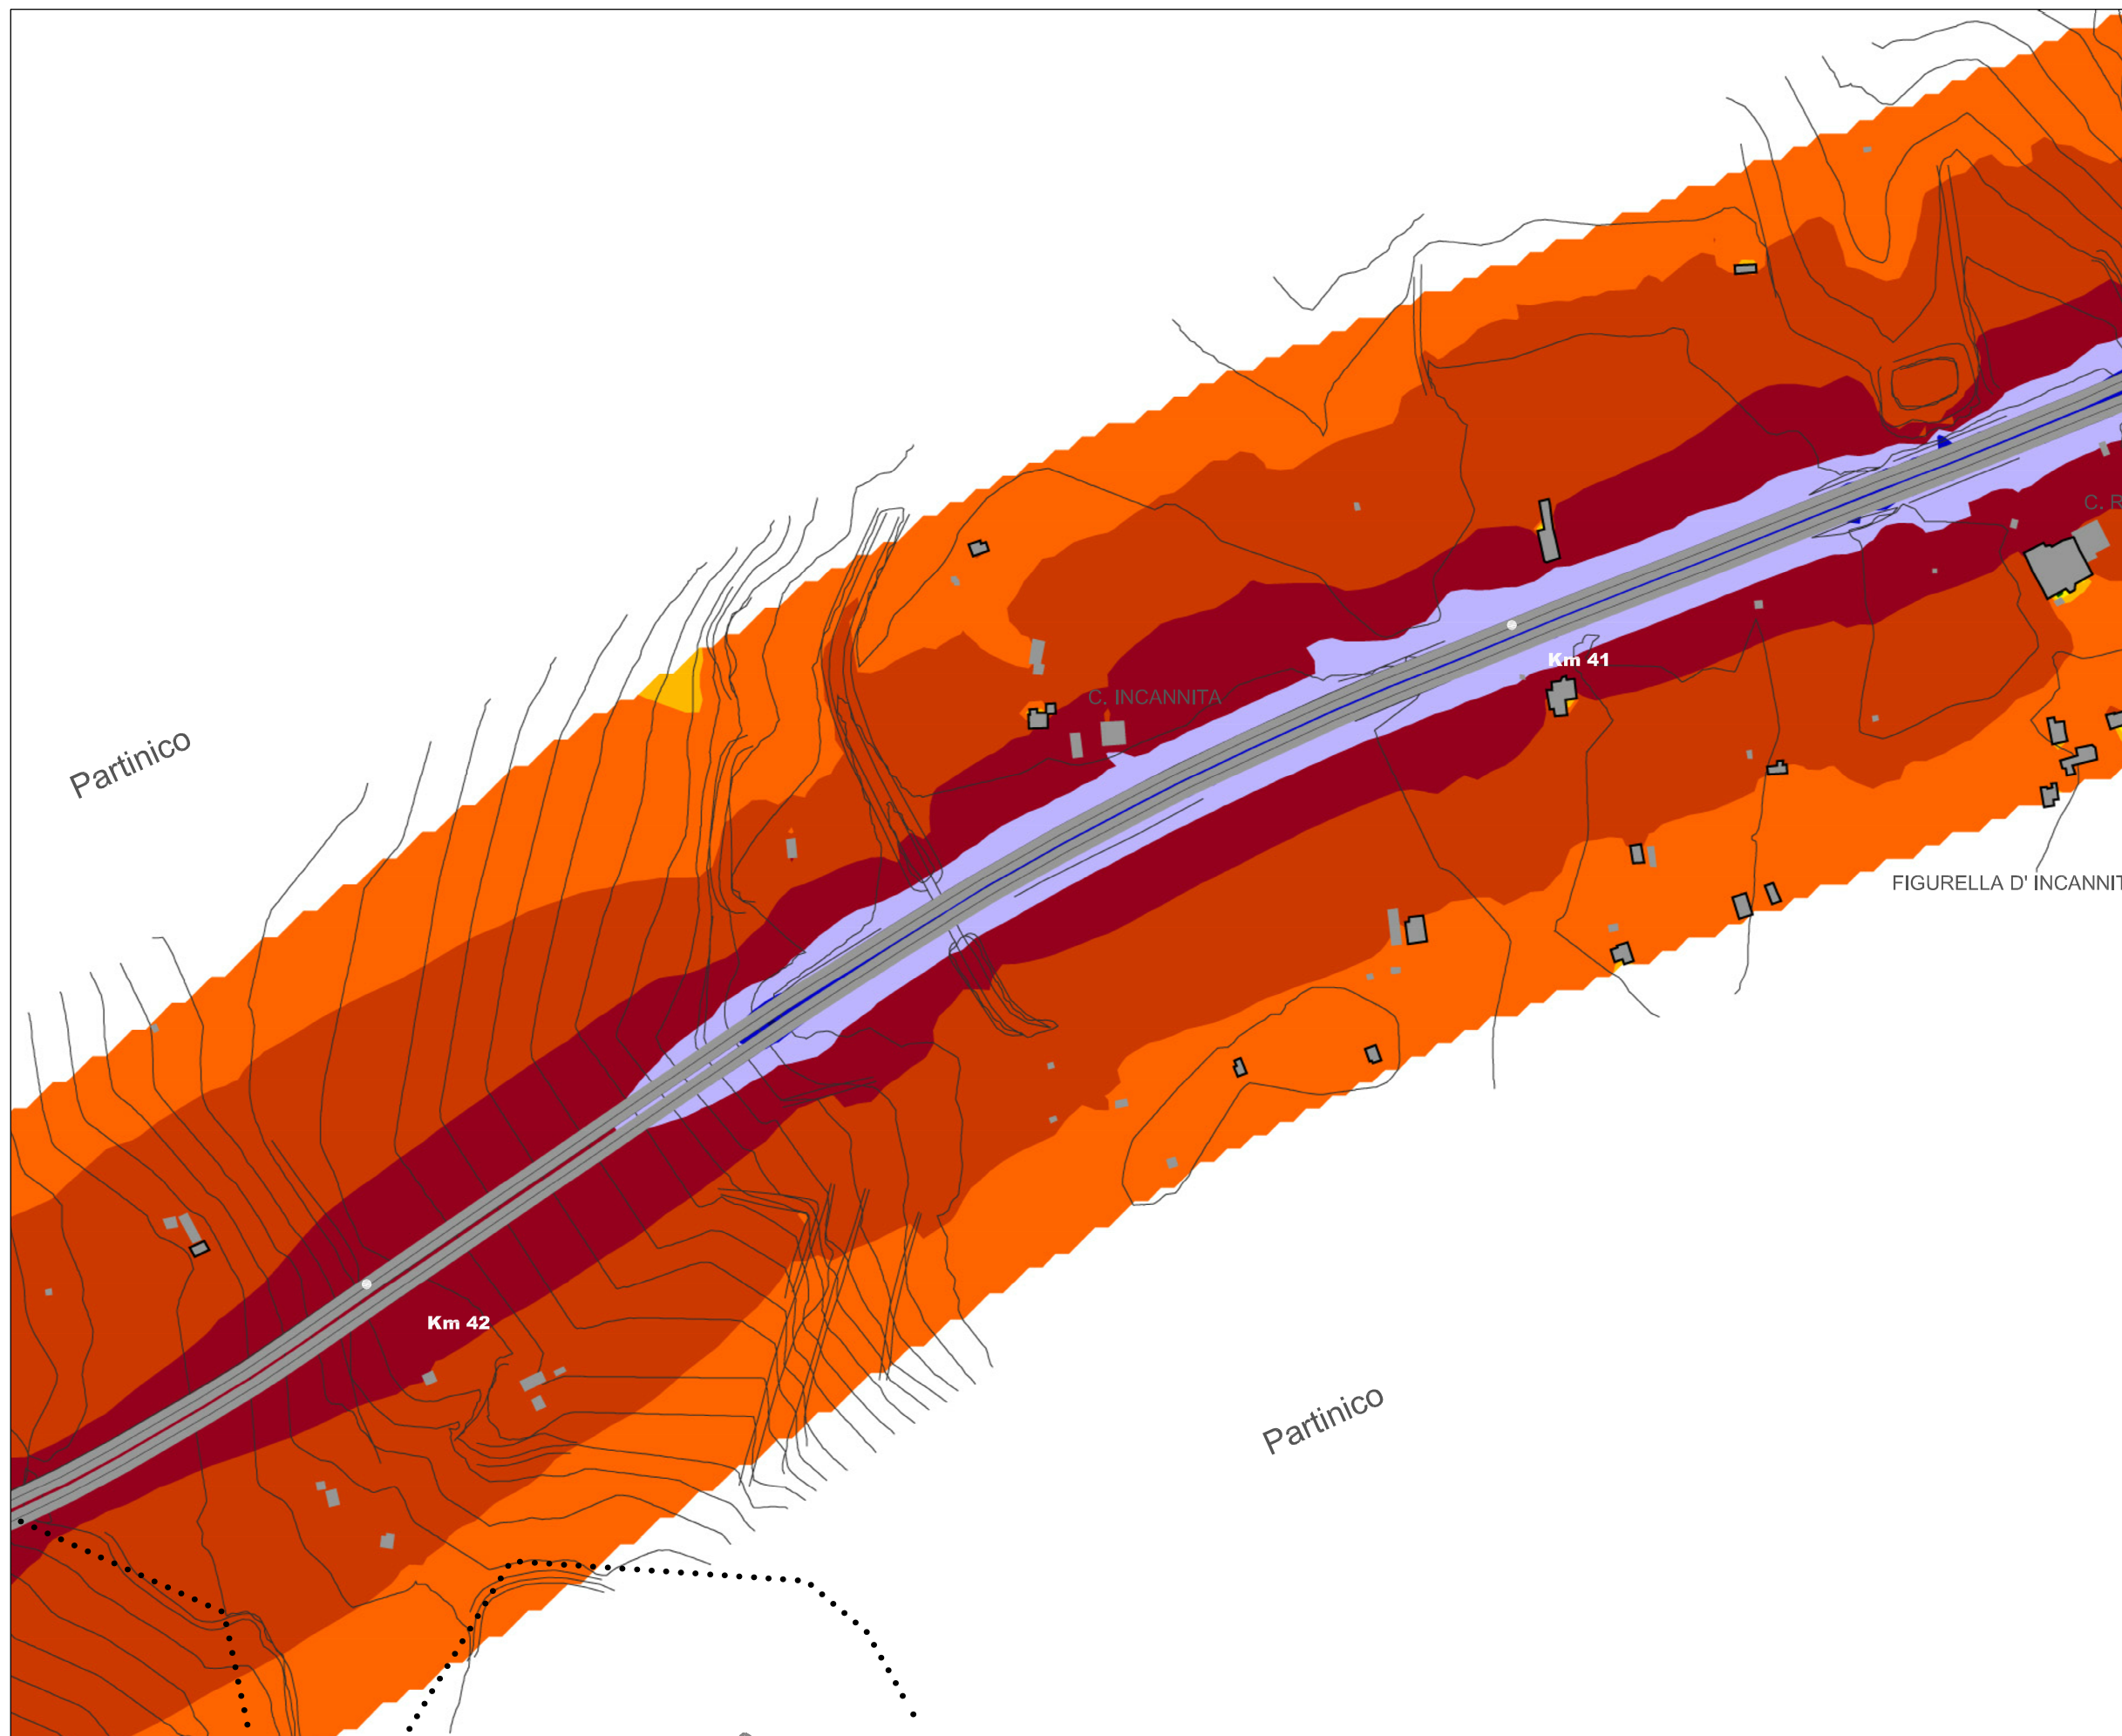 C. R
Km 41
C. INCANNITA
Partinico
FIGURELLA D' INCANNIT
Km 42
Partinico